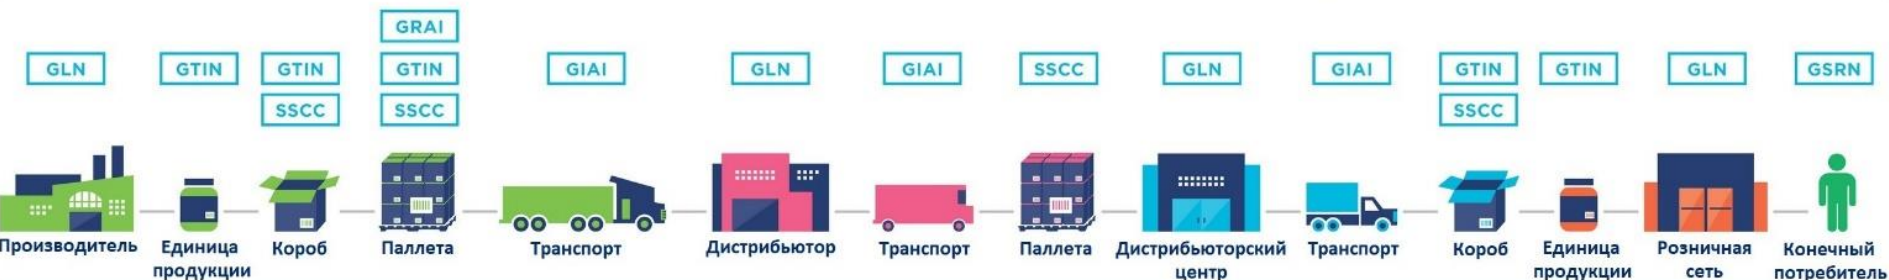 GRAI
GLN GTIN GTIN GTIN GIAI GLN GIAI SSCC GLN GIAI GTIN GTIN GLN GSRN
SSCC SSCC SSCC
Производитель Единица Короб Паллета Транспорт Дистрибьютор Транспорт Паллета Дистрибьюторский Транспорт Короб Единица Розничная Конечный
продукции центр продукции сеть потребитель